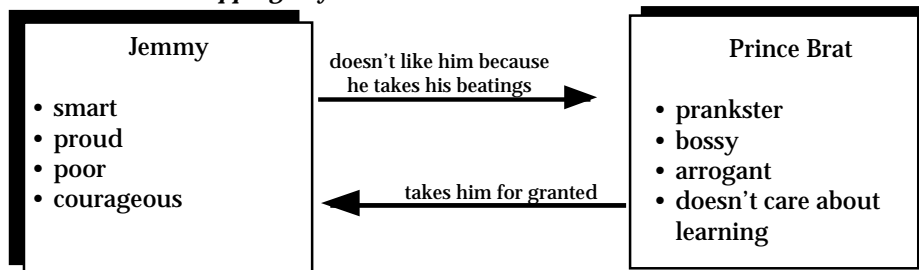 Jemmy
• smart
• proud
• poor
• courageous
doesn't like him because
he takes his beatings
takes him for granted
Prince Brat
• prankster
• bossy
• arrogant
• doesn't care about
learning